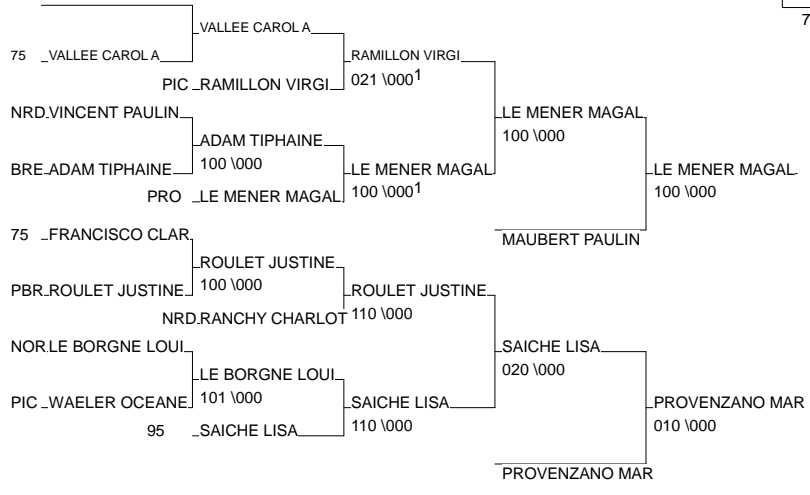 7
VALLEE CAROL A
75 VALLEE CAROL A
RAMILLON VIRGI
PIC RAMILLON VIRGI
021 \000¹
NRD VINCENT PAULIN
LE MENER MAGAL
ADAM TIPHAINE
100 \000
100 \000
BRE ADAM TIPHAINE
LE MENER MAGAL
LE MENER MAGAL
100 \000¹
100 \000
PRO LE MENER MAGAL
75 FRANCISCO CLAR
MAUBERT PAULIN
ROULET JUSTINE
100 \000
PBR ROULET JUSTINE
ROULET JUSTINE
NRD RANCHY CHARLOT
110 \000
NOR LE BORGNE LOUI
SAICHE LISA
020 \000
LE BORGNE LOUI
101 \000
PIC WAELER OCEANE
SAICHE LISA
PROVENZANO MAR
110 \000
010 \000
95 SAICHE LISA
PROVENZANO MAR